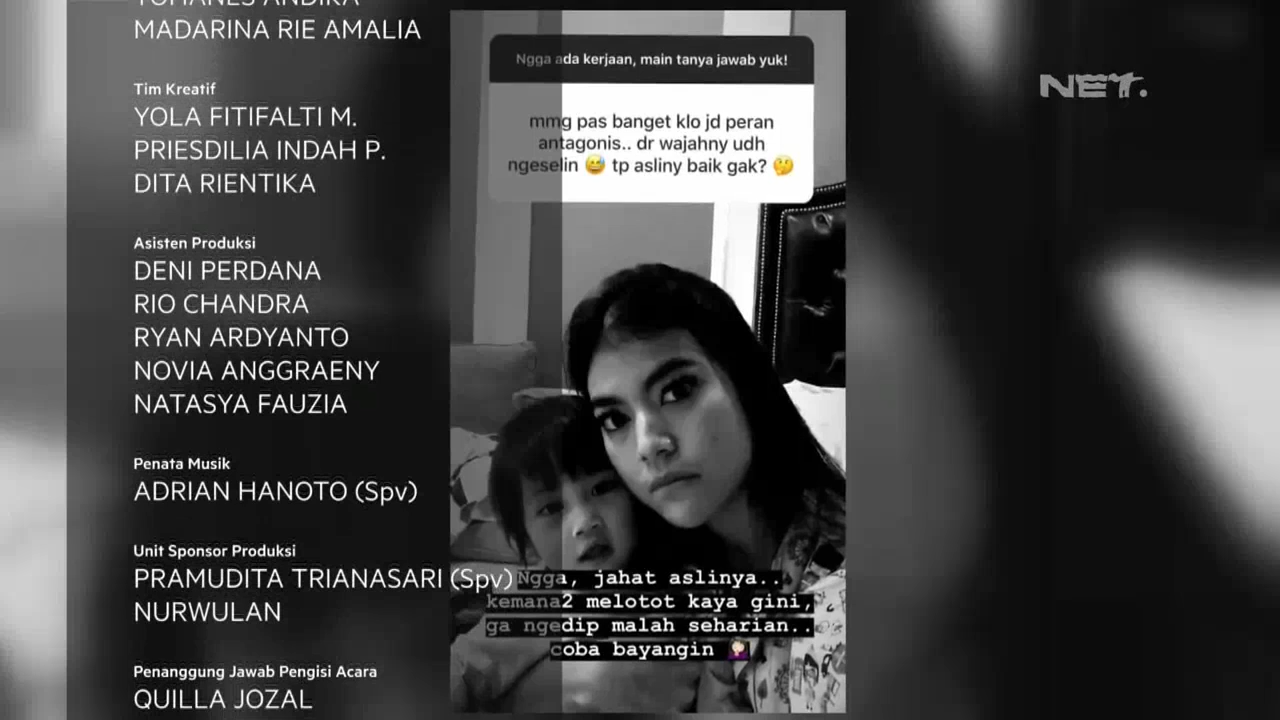 YOHANES ANDIKA
MADARINA RIE AMALIA
Tim Kreatif
YOLA FITIFALTI M.
PRIESDILIA INDAH P.
DITA RIENTIKA
Asisten Produksi
DENI PERDANA
RIO CHANDRA
RYAN ARDYANTO
NOVIA ANGGRAENY
NATASYA FAUZIA
Penata Musik
ADRIAN HANOTO (Spv)
Unit Sponsor Produksi
PRAMUDITA TRIANASARI (Spv)
NURWULAN
Penanggung Jawab Pengisi Acara
QUILLA JOZAL
Ngga ada kerjaan, main tanya jawab yuk!
mmg pas banget klo jd peran
antagonis.. dr wajahny udh
ngeselin 😅 tp asliny baik gak? 🤔
Ngga, jahat aslinya..
kemana2 melotot kaya gini,
ga ngedip malah seharian..
coba bayangin 🤦🏻‍♀️
NET.